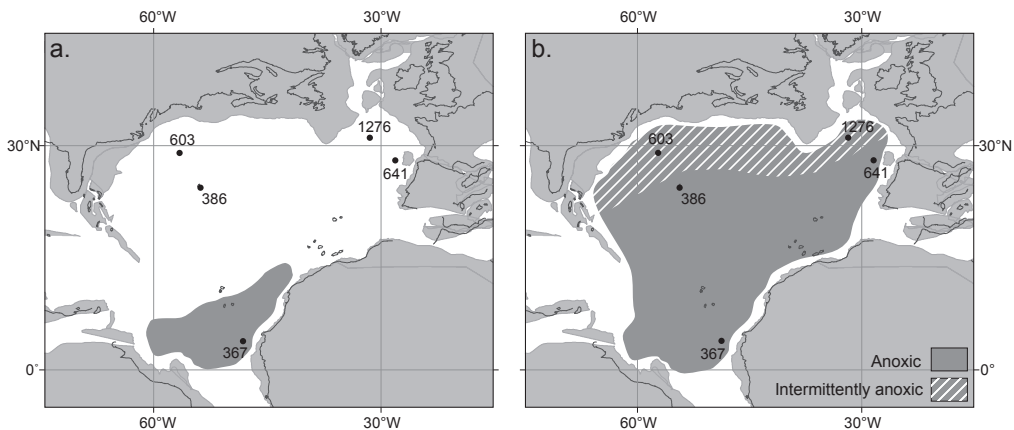 60°W 30°W 60°W 30°W
a. b.
1276 1276
603 603
30°N 30°N
641 641
386 386
367 367
Anoxic
0° 0°
Intermittently anoxic
60°W 30°W 60°W 30°W